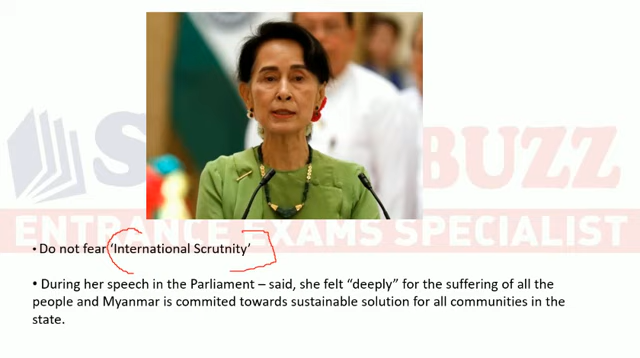 S BUZZ
ENTRANCE EXAMS SPECIALIST
• Do not fear 'International Scrutnity'
• During her speech in the Parliament – said, she felt "deeply" for the suffering of all the
people and Myanmar is commited towards sustainable solution for all communities in the
state.